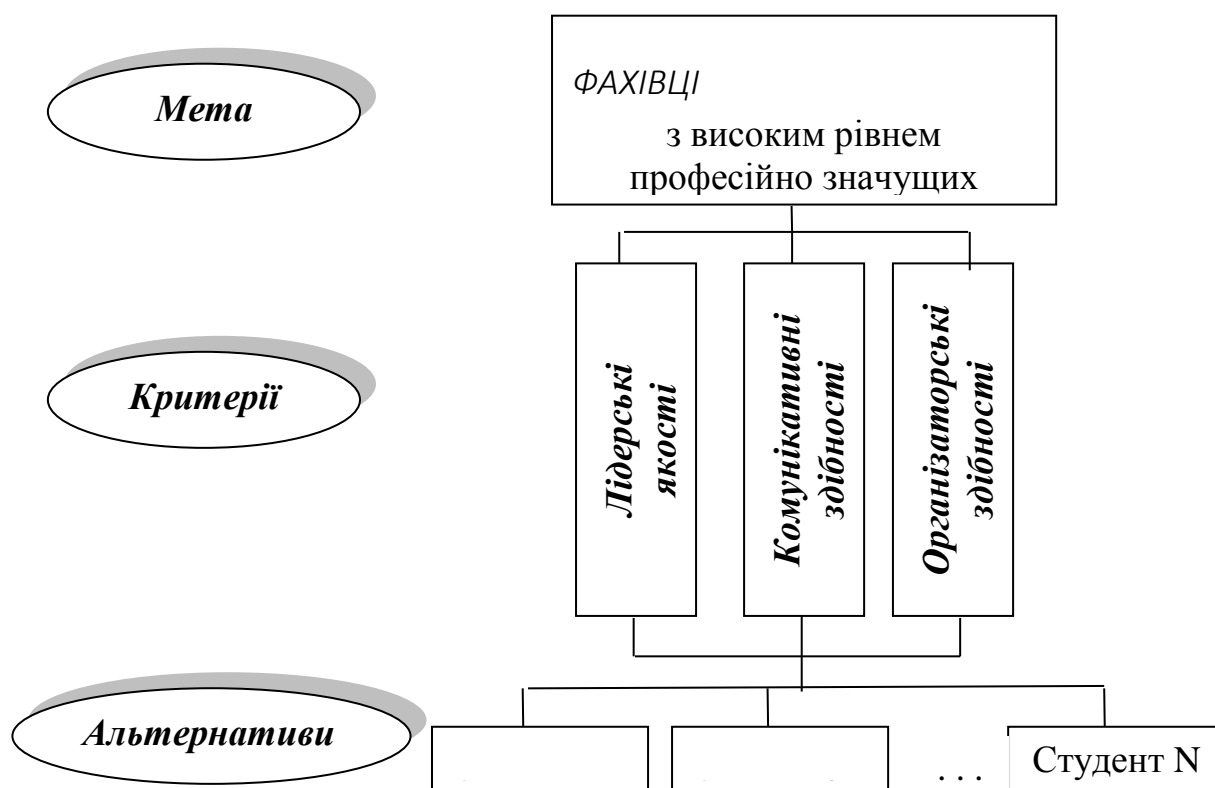 Мета
ФАХІВЦІ
з високим рівнем
професійно значущих
Критерії
Лідерські
якості
Комунікативні
здібності
Організаторські
здібності
Альтернативи
. . .
Студент N